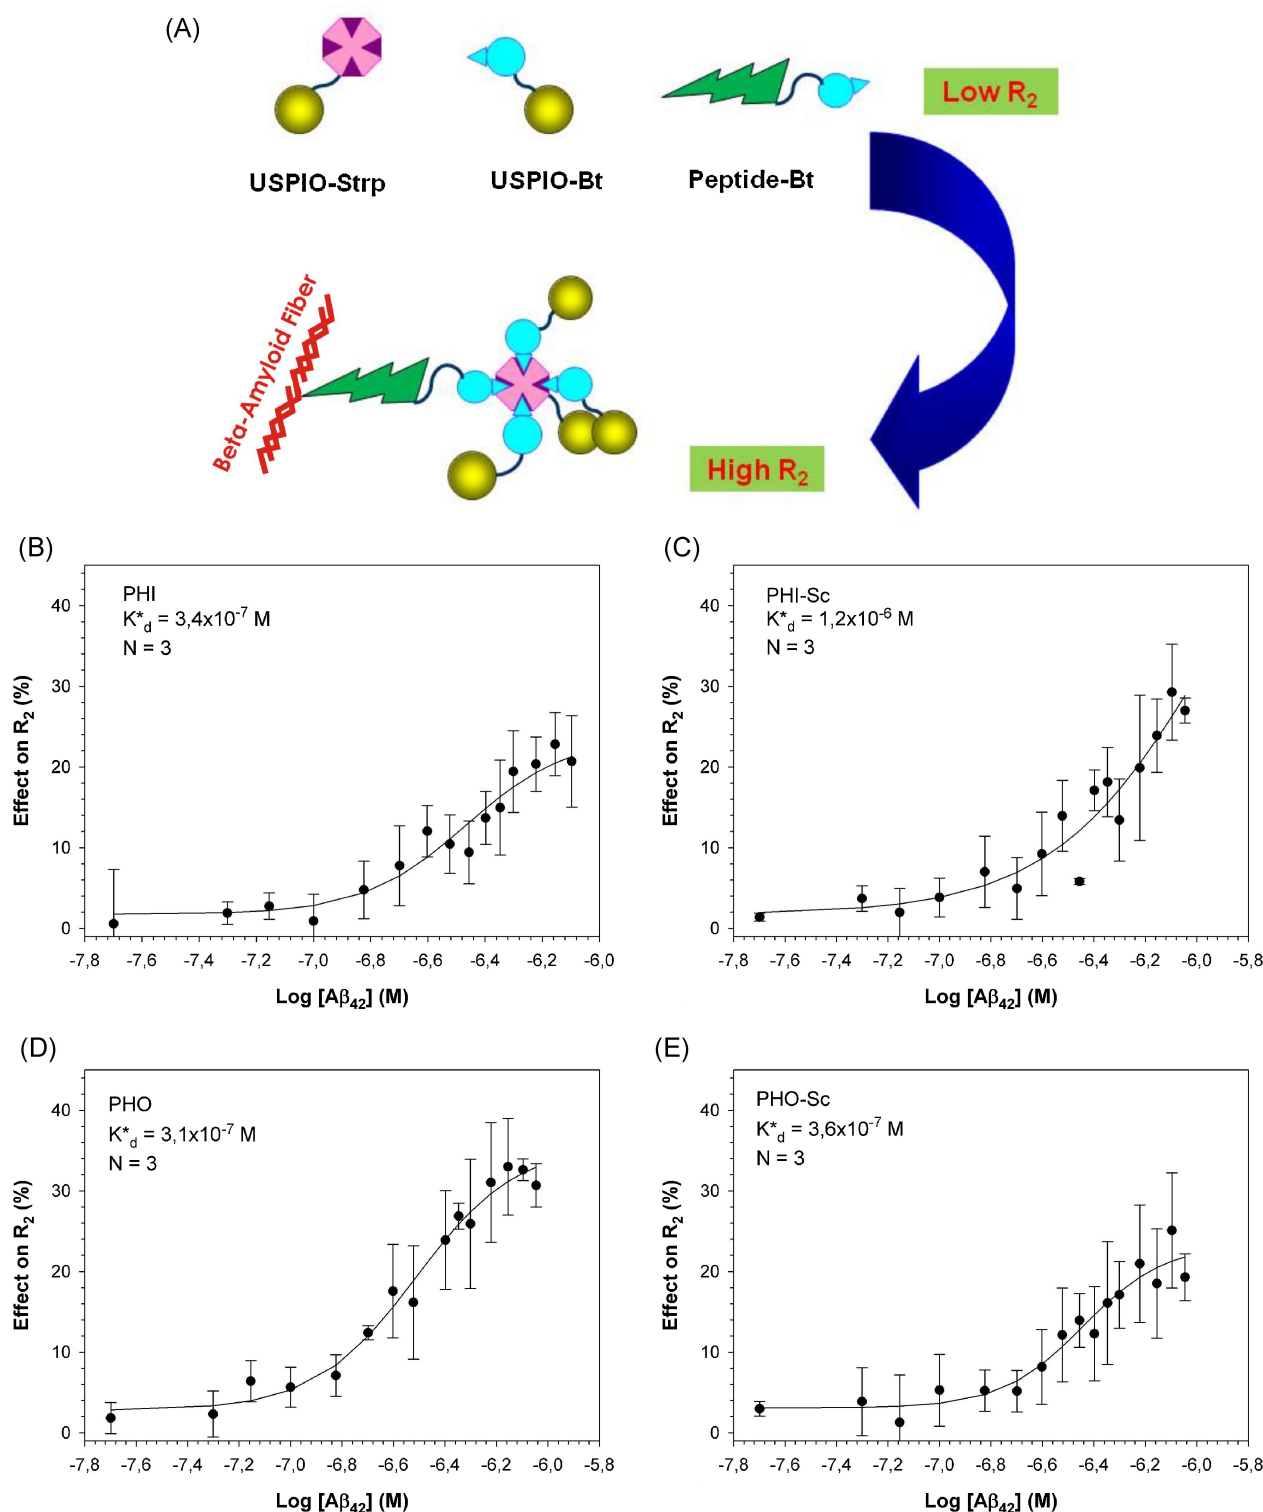 (A)
USPIO-Strp
USPIO-Bt
Peptide-Bt
Low R₂
Beta-Amyloid Fiber
High R₂
(B)
PHI
K*d = 3,4x10⁻⁷ M
N = 3
Effect on R₂ (%)
40
30
20
10
0
-7,8 -7,4 -7,0 -6,6 -6,4 -6,2 -6,0
Log [Aβ₄₂] (M)
(C)
PHI-Sc
K*d = 1,2x10⁻⁶ M
N = 3
Effect on R₂ (%)
40
30
20
10
0
-7,8 -7,6 -7,4 -7,2 -7,0 -6,8 -6,6 -6,4 -6,2 -6,0 -5,8
Log [Aβ₄₂] (M)
(D)
PHO
K*d = 3,1x10⁻⁷ M
N = 3
Effect on R₂ (%)
40
30
20
10
0
-7,8 -7,6 -7,4 -7,2 -7,0 -6,8 -6,6 -6,4 -6,2 -6,0 -5,8
Log [Aβ₄₂] (M)
(E)
PHO-Sc
K*d = 3,6x10⁻⁷ M
N = 3
Effect on R₂ (%)
40
30
20
10
0
-7,8 -7,6 -7,4 -7,2 -7,0 -6,8 -6,6 -6,4 -6,2 -6,0 -5,8
Log [Aβ₄₂] (M)